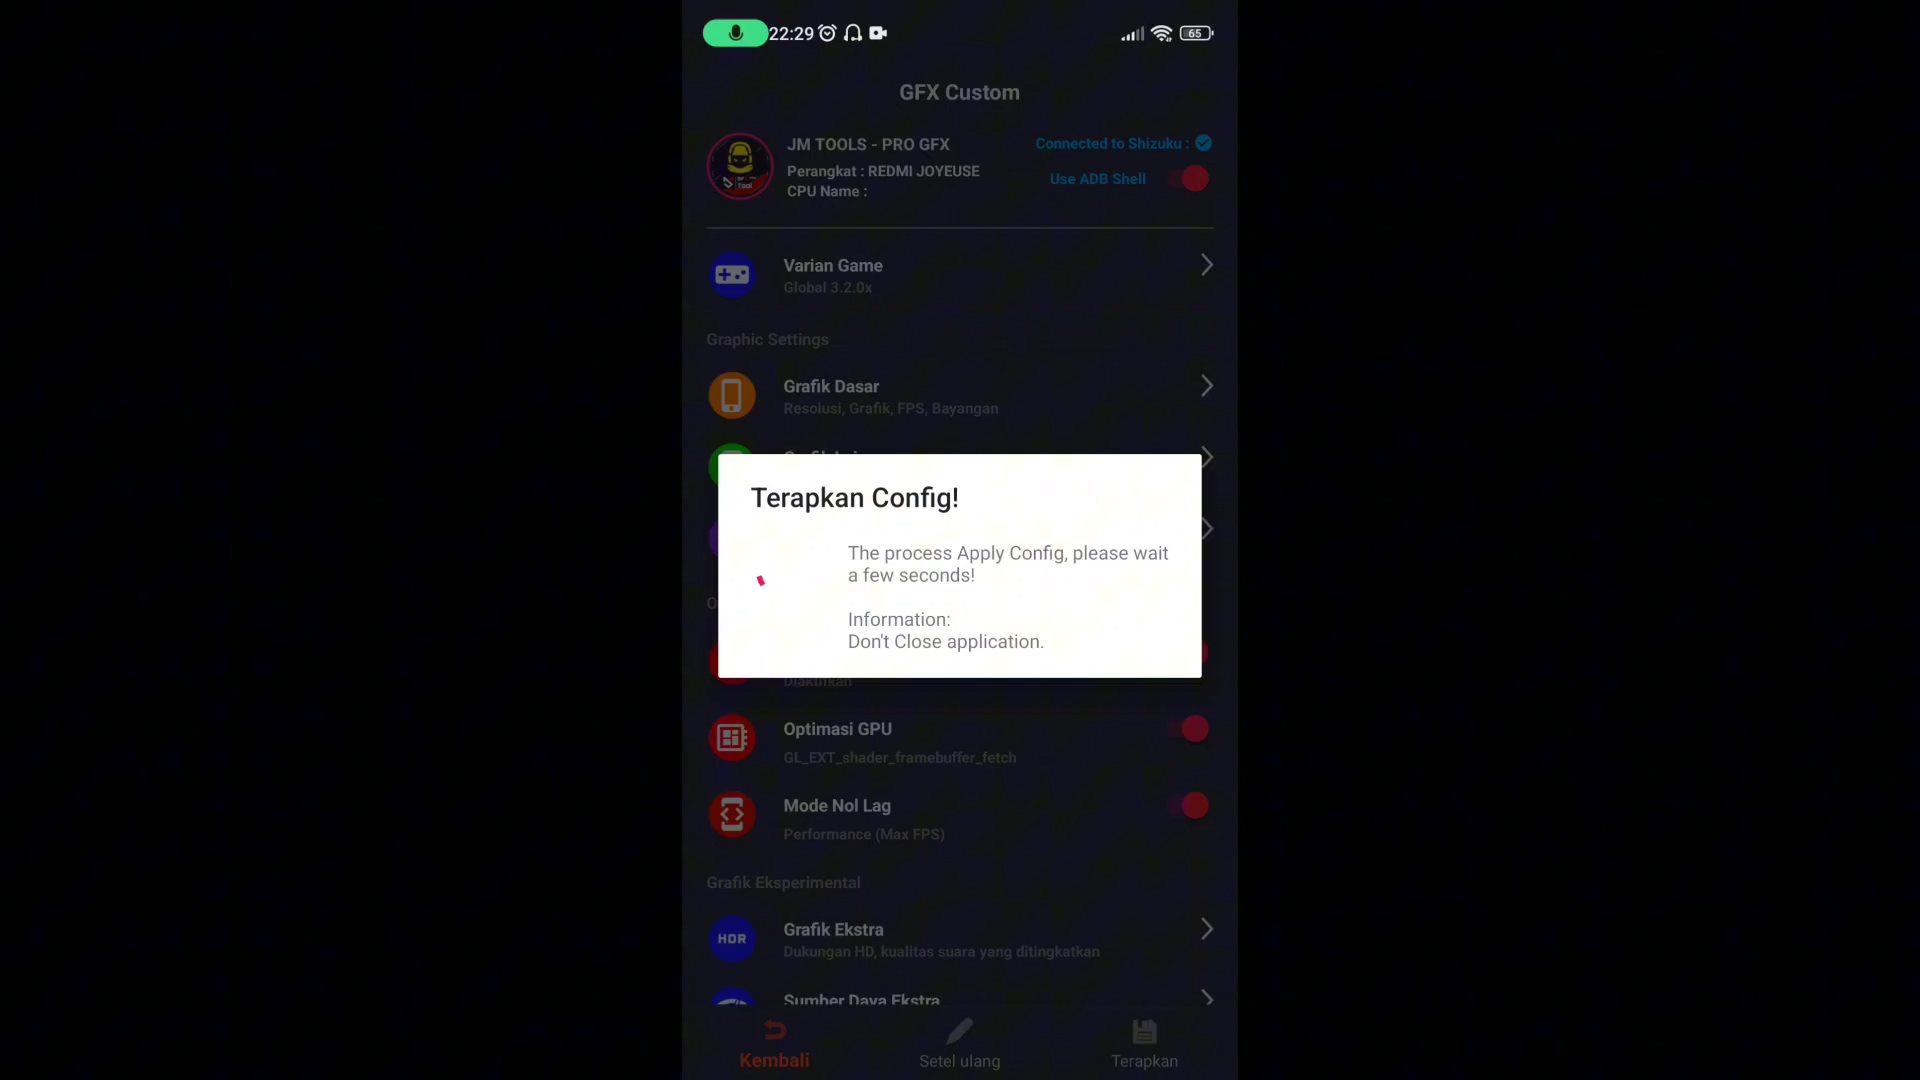 22:29
65
GFX Custom
JM TOOLS - PRO GFX
Connected to Shizuku :
Perangkat : REDMI JOYEUSE
Use ADB Shell
CPU Name :
Tool
Varian Game
Global 3.2.0x
Graphic Settings
Grafik Dasar
Resolusi, Grafik, FPS, Bayangan
Terapkan Config!
The process Apply Config, please wait
a few seconds!
Information:
Don't Close application.
Diaktifkan
Optimasi GPU
GL_EXT_shader_framebuffer_fetch
Mode Nol Lag
Performance (Max FPS)
Grafik Eksperimental
HDR
Grafik Ekstra
Dukungan HD, kualitas suara yang ditingkatkan
Sumber Daya Ekstra
Kembali
Setel ulang
Terapkan